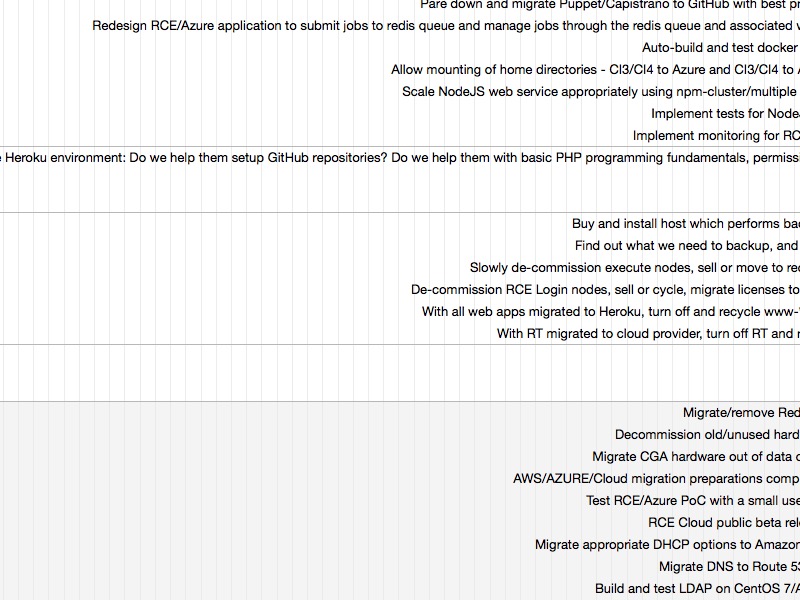 Pare down and migrate Puppet/Capistrano to GitHub with best
Redesign RCE/Azure application to submit jobs to redis queue and manage jobs through the redis queue and associated
Auto-build and test docker
Allow mounting of home directories - CI3/CI4 to Azure and CI3/CI4 to
Scale NodeJS web service appropriately using npm-cluster/multiple
Implement tests for Node
Implement monitoring for RC
Heroku environment: Do we help them setup GitHub repositories? Do we help them with basic PHP programming fundamentals, permissi
Buy and install host which performs bac
Find out what we need to backup, and
Slowly de-commission execute nodes, sell or move to re
De-commission RCE Login nodes, sell or cycle, migrate licenses to
With all web apps migrated to Heroku, turn off and recycle www-
With RT migrated to cloud provider, turn off RT and
Migrate/remove Red
Decommission old/unused hard
Migrate CGA hardware out of data
AWS/AZURE/Cloud migration preparations comp
Test RCE/Azure PoC with a small use
RCE Cloud public beta rel
Migrate appropriate DHCP options to Amazon
Migrate DNS to Route 53
Build and test LDAP on CentOS 7/